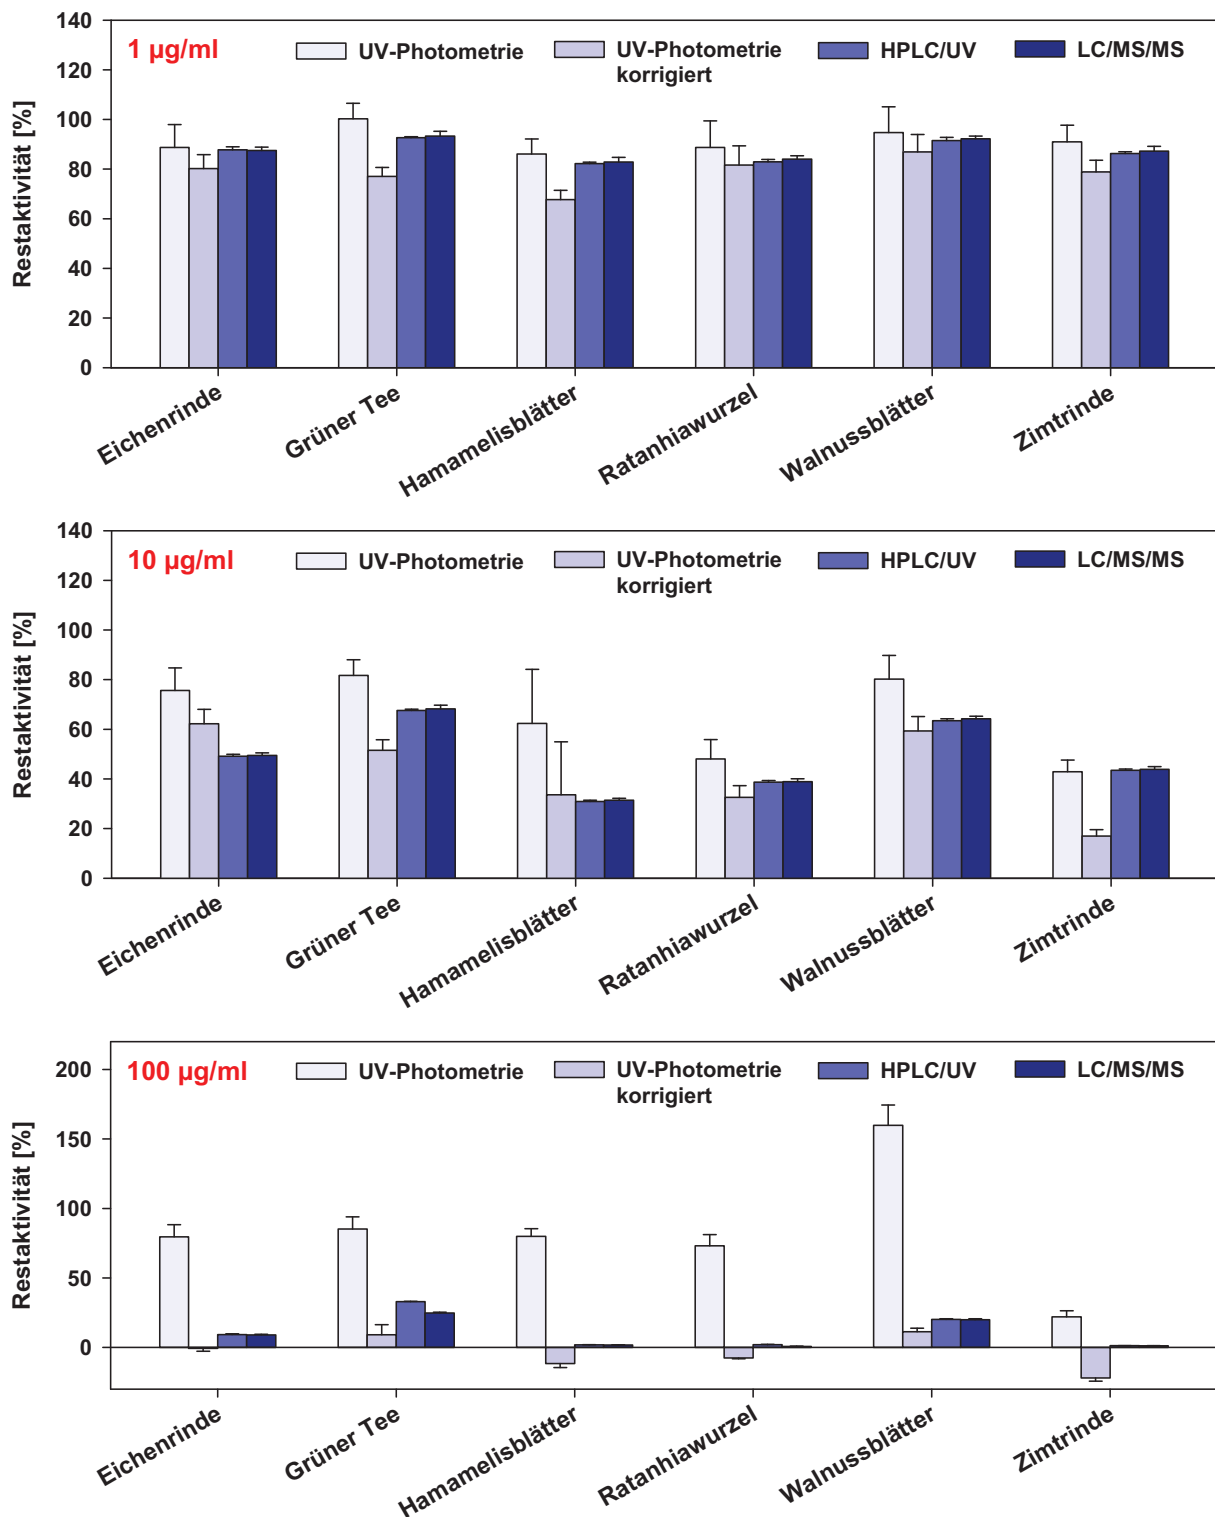 140
120
100
80
60
40
20
0
Restaktivität [%]
1 µg/ml
UV-Photometrie
UV-Photometrie
korrigiert
HPLC/UV
LC/MS/MS
Eichenrinde
Grüner Tee
Hamamelisblätter
Ratanhiawurzel
Walnussblätter
Zimtrinde
140
120
100
80
60
40
20
0
Restaktivität [%]
10 µg/ml
UV-Photometrie
UV-Photometrie
korrigiert
HPLC/UV
LC/MS/MS
Eichenrinde
Grüner Tee
Hamamelisblätter
Ratanhiawurzel
Walnussblätter
Zimtrinde
200
150
100
50
0
Restaktivität [%]
100 µg/ml
UV-Photometrie
UV-Photometrie
korrigiert
HPLC/UV
LC/MS/MS
Eichenrinde
Grüner Tee
Hamamelisblätter
Ratanhiawurzel
Walnussblätter
Zimtrinde